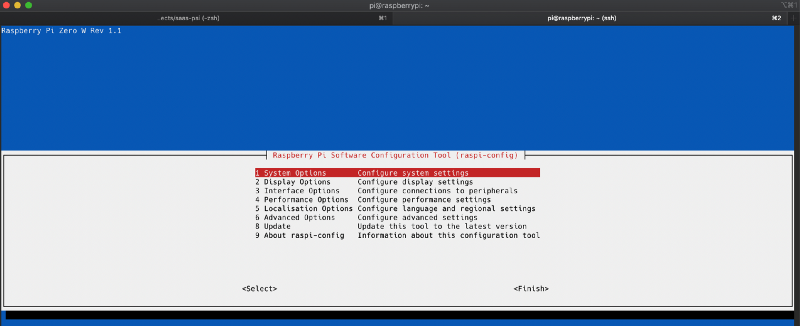 pi@raspberrypi: ~
⌥⌘1
..ects/saas-psi (-zsh) ⌘1 pi@raspberrypi: ~ (ssh) ⌘2
Raspberry Pi Zero W Rev 1.1
Raspberry Pi Software Configuration Tool (raspi-config)
1 System Options Configure system settings
2 Display Options Configure display settings
3 Interface Options Configure connections to peripherals
4 Performance Options Configure performance settings
5 Localisation Options Configure language and regional settings
6 Advanced Options Configure advanced settings
8 Update Update this tool to the latest version
9 About raspi-config Information about this configuration tool
<Select> <Finish>